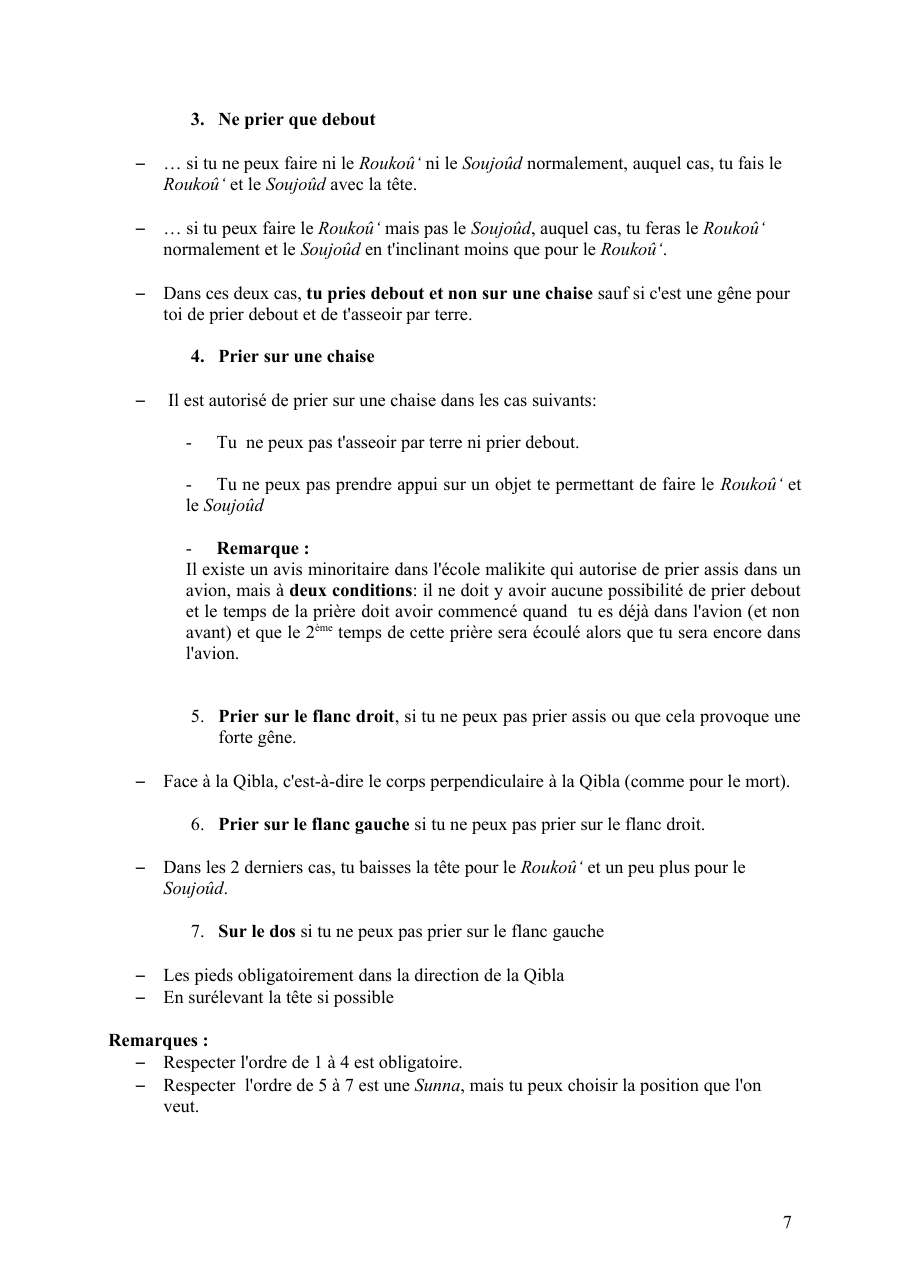 3. Ne prier que debout
– … si tu ne peux faire ni le Roukoû‘ ni le Soujoûd normalement, auquel cas, tu fais le
Roukoû‘ et le Soujoûd avec la tête.
– … si tu peux faire le Roukoû‘ mais pas le Soujoûd, auquel cas, tu feras le Roukoû‘
normalement et le Soujoûd en t'inclinant moins que pour le Roukoû‘.
– Dans ces deux cas, tu pries debout et non sur une chaise sauf si c'est une gêne pour
toi de prier debout et de t'asseoir par terre.
4. Prier sur une chaise
– Il est autorisé de prier sur une chaise dans les cas suivants:
- Tu ne peux pas t'asseoir par terre ni prier debout.
- Tu ne peux pas prendre appui sur un objet te permettant de faire le Roukoû‘ et
le Soujoûd
- Remarque :
Il existe un avis minoritaire dans l'école malikite qui autorise de prier assis dans un
avion, mais à deux conditions: il ne doit y avoir aucune possibilité de prier debout
et le temps de la prière doit avoir commencé quand tu es déjà dans l'avion (et non
avant) et que le 2ème temps de cette prière sera écoulé alors que tu sera encore dans
l'avion.
5. Prier sur le flanc droit, si tu ne peux pas prier assis ou que cela provoque une
forte gêne.
– Face à la Qibla, c'est-à-dire le corps perpendiculaire à la Qibla (comme pour le mort).
6. Prier sur le flanc gauche si tu ne peux pas prier sur le flanc droit.
– Dans les 2 derniers cas, tu baisses la tête pour le Roukoû‘ et un peu plus pour le
Soujoûd.
7. Sur le dos si tu ne peux pas prier sur le flanc gauche
– Les pieds obligatoirement dans la direction de la Qibla
– En surélevant la tête si possible
Remarques :
– Respecter l'ordre de 1 à 4 est obligatoire.
– Respecter l'ordre de 5 à 7 est une Sunna, mais tu peux choisir la position que l'on
veut.
7